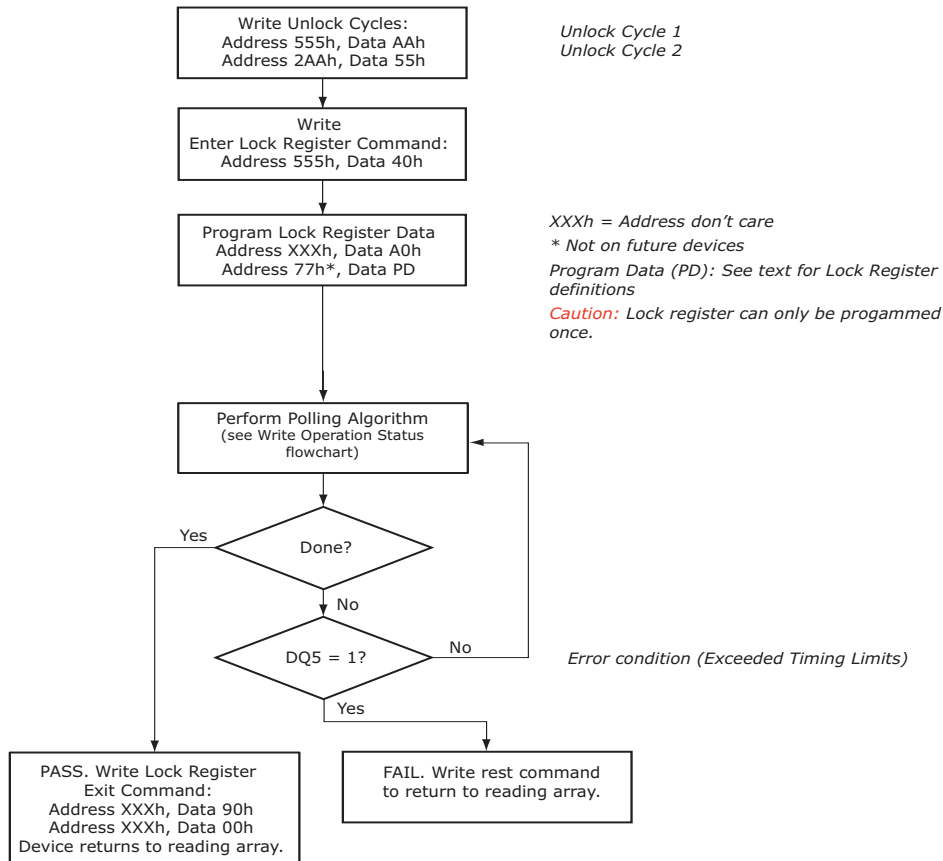 Write Unlock Cycles:
Address 555h, Data AAh
Address 2AAh, Data 55h
Unlock Cycle 1
Unlock Cycle 2
Write
Enter Lock Register Command:
Address 555h, Data 40h
Program Lock Register Data
Address XXXh, Data A0h
Address 77h*, Data PD
XXXh = Address don't care
* Not on future devices
Program Data (PD): See text for Lock Register
definitions
Caution: Lock register can only be progammed
once.
Perform Polling Algorithm
(see Write Operation Status
flowchart)
Yes
Done?
No
DQ5 = 1?
No
Error condition (Exceeded Timing Limits)
Yes
PASS. Write Lock Register
Exit Command:
Address XXXh, Data 90h
Address XXXh, Data 00h
Device returns to reading array.
FAIL. Write rest command
to return to reading array.